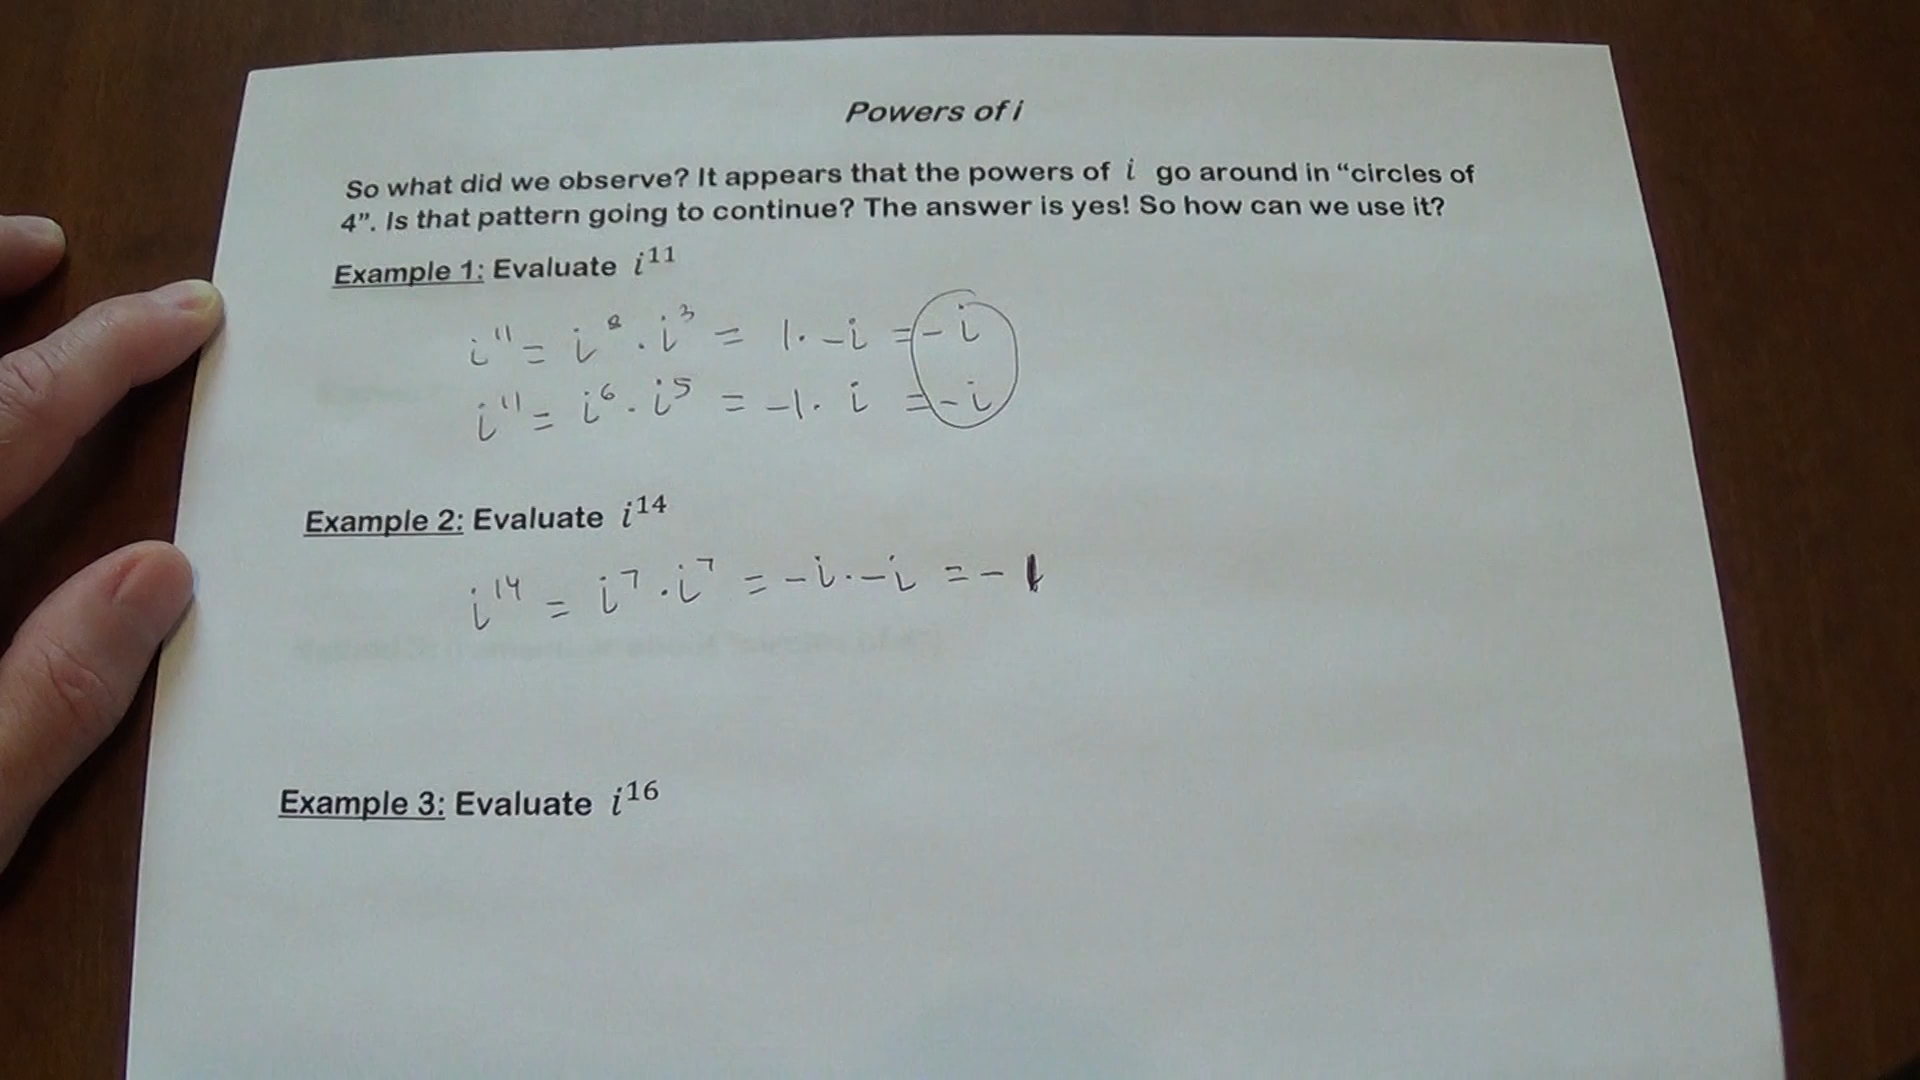 Powers of i
So what did we observe? It appears that the powers of i go around in “circles of
4”. Is that pattern going to continue? The answer is yes! So how can we use it?
Example 1: Evaluate i¹¹
i¹¹ = i⁸ · i³ = 1 · -i = -i
i¹¹ = i⁶ · i⁵ = -1 · i = -i
Example 2: Evaluate i¹⁴
i¹⁴ = i⁷ · i⁷ = -i · -i = -1
Example 3: Evaluate i¹⁶